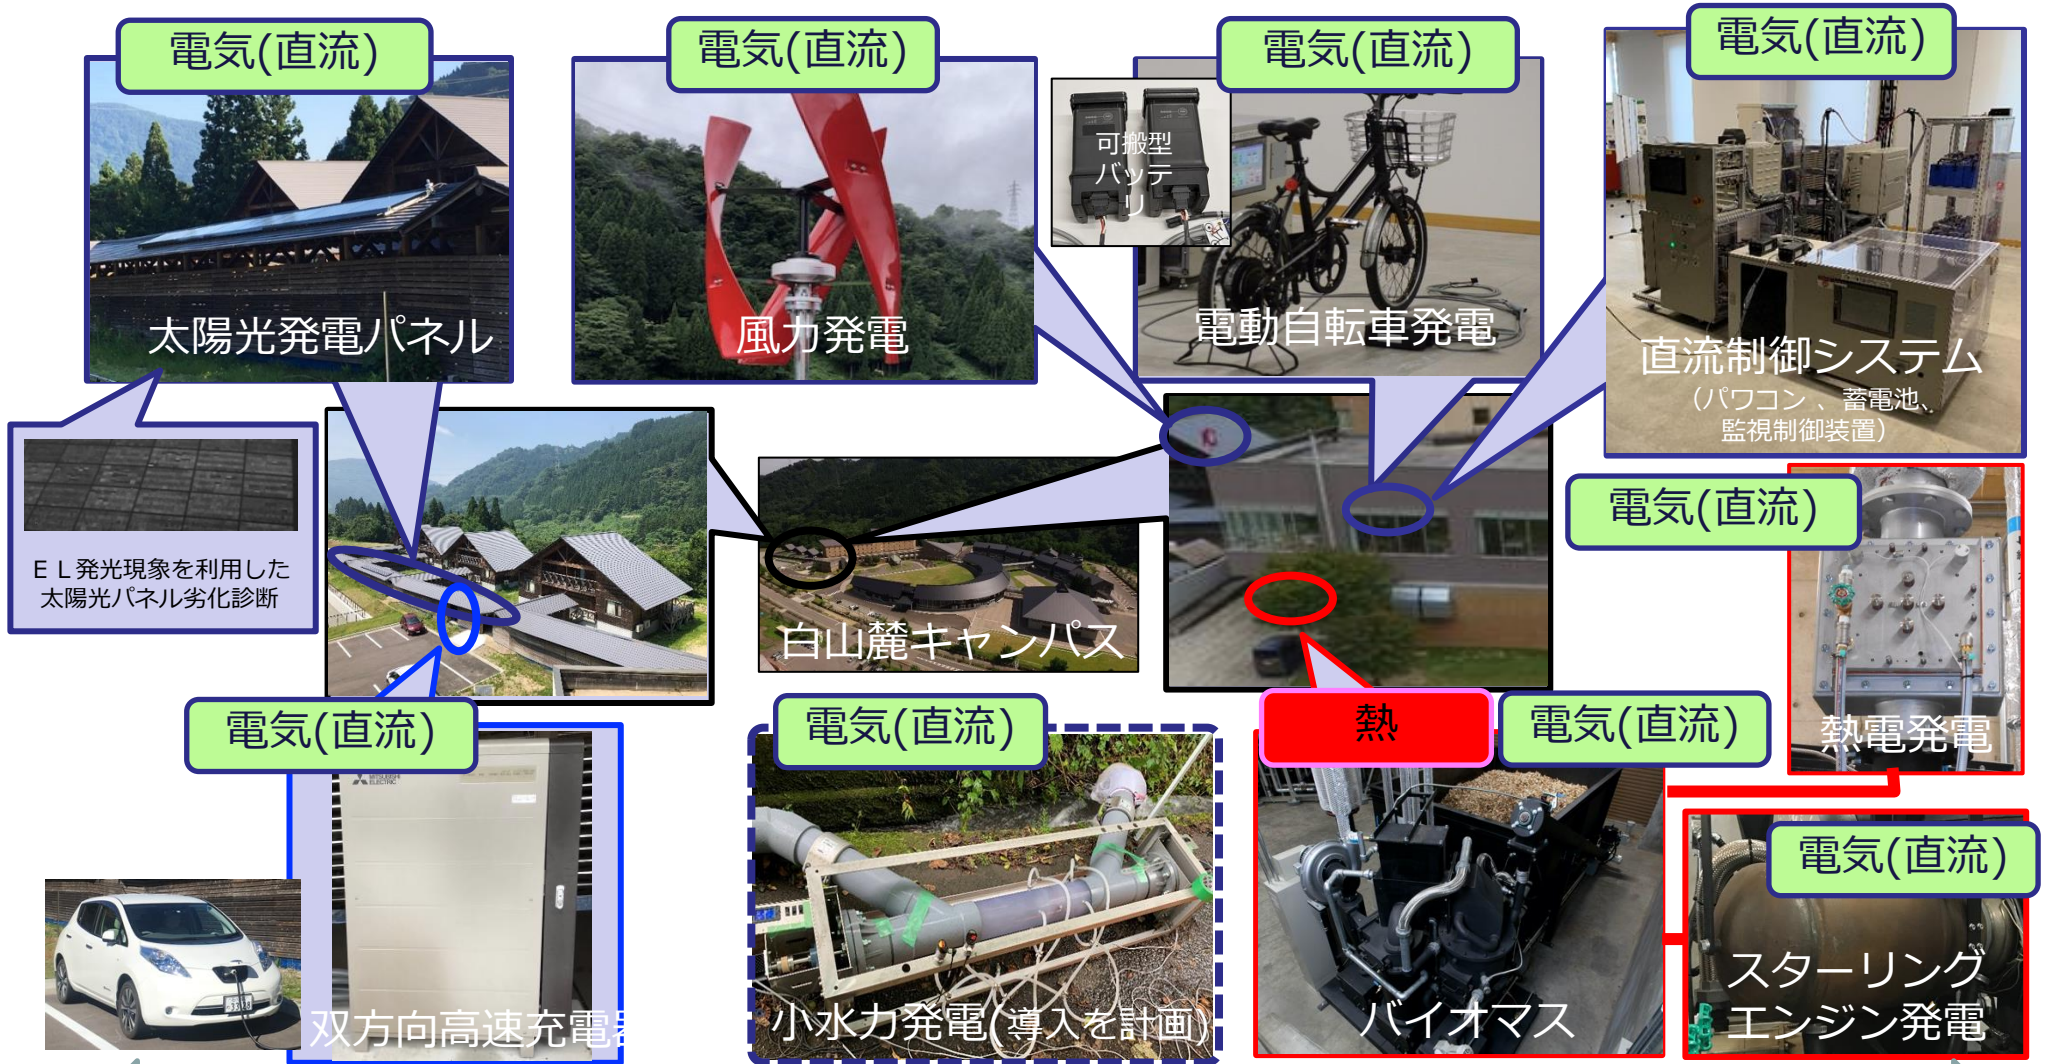 電気(直流)
電気(直流)
電気(直流)
電気(直流)
太陽光発電パネル
風力発電
可搬型
バッテ
リ
電動自転車発電
直流制御システム
（パワコン 、蓄電池、
監視制御装置）
ＥＬ発光現象を利用した
太陽光パネル劣化診断
白山麓キャンパス
電気(直流)
熱電発電
電気(直流)
MITSUBISHI
ELECTRIC
双方向高速充電器
電気(直流)
小水力発電(導入を計画)
熱
電気(直流)
バイオマス
電気(直流)
スターリング
エンジン発電